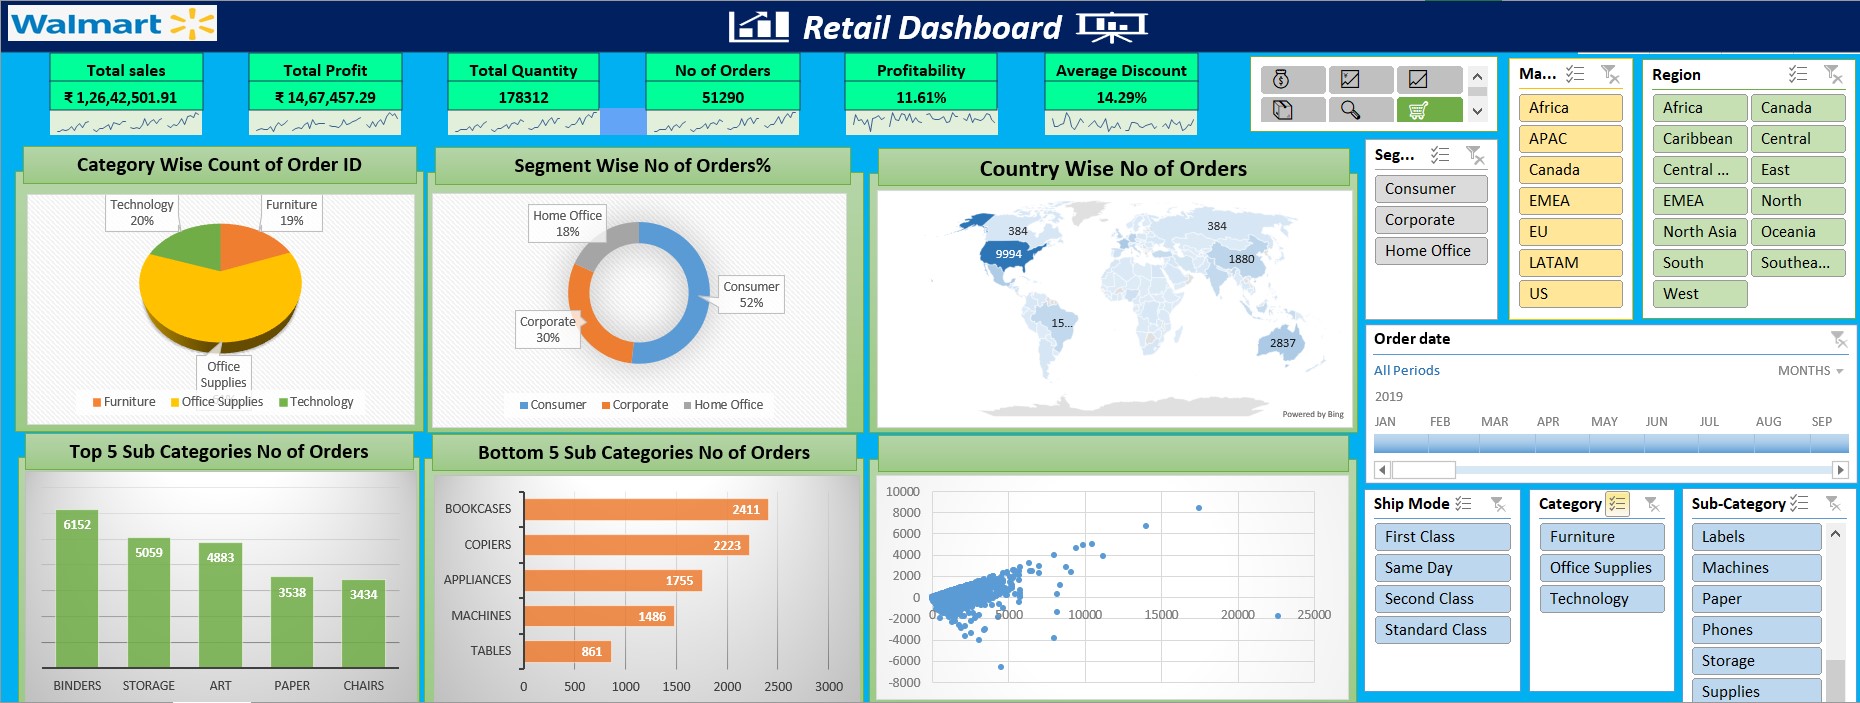 Walmart
Retail Dashboard
Total sales
₹ 1,26,42,501.91
Total Profit
₹ 14,67,457.29
Total Quantity
178312
No of Orders
51290
Profitability
11.61%
Average Discount
14.29%
Ma...
Africa
APAC
Canada
EMEA
EU
LATAM
US
Region
Africa
Canada
Caribbean
Central
Central ...
East
EMEA
North
North Asia
Oceania
South
Southea...
West
Seg...
Consumer
Corporate
Home Office
Category Wise Count of Order ID
Technology
20%
Furniture
19%
Office
Supplies
Furniture
Office Supplies
Technology
Segment Wise No of Orders%
Home Office
18%
Consumer
52%
Corporate
30%
Consumer
Corporate
Home Office
Country Wise No of Orders
384
384
9994
1880
15...
2837
Powered by Bing
Order date
All Periods
MONTHS
2019
JAN
FEB
MAR
APR
MAY
JUN
JUL
AUG
SEP
Top 5 Sub Categories No of Orders
6152
5059
4883
3538
3434
BINDERS
STORAGE
ART
PAPER
CHAIRS
Bottom 5 Sub Categories No of Orders
BOOKCASES
2411
COPIERS
2223
APPLIANCES
1755
MACHINES
1486
TABLES
861
0
500
1000
1500
2000
2500
3000
10000
8000
6000
4000
2000
0
-2000
-4000
-6000
-8000
0
5000
10000
15000
20000
25000
Ship Mode
First Class
Same Day
Second Class
Standard Class
Category
Furniture
Office Supplies
Technology
Sub-Category
Labels
Machines
Paper
Phones
Storage
Supplies